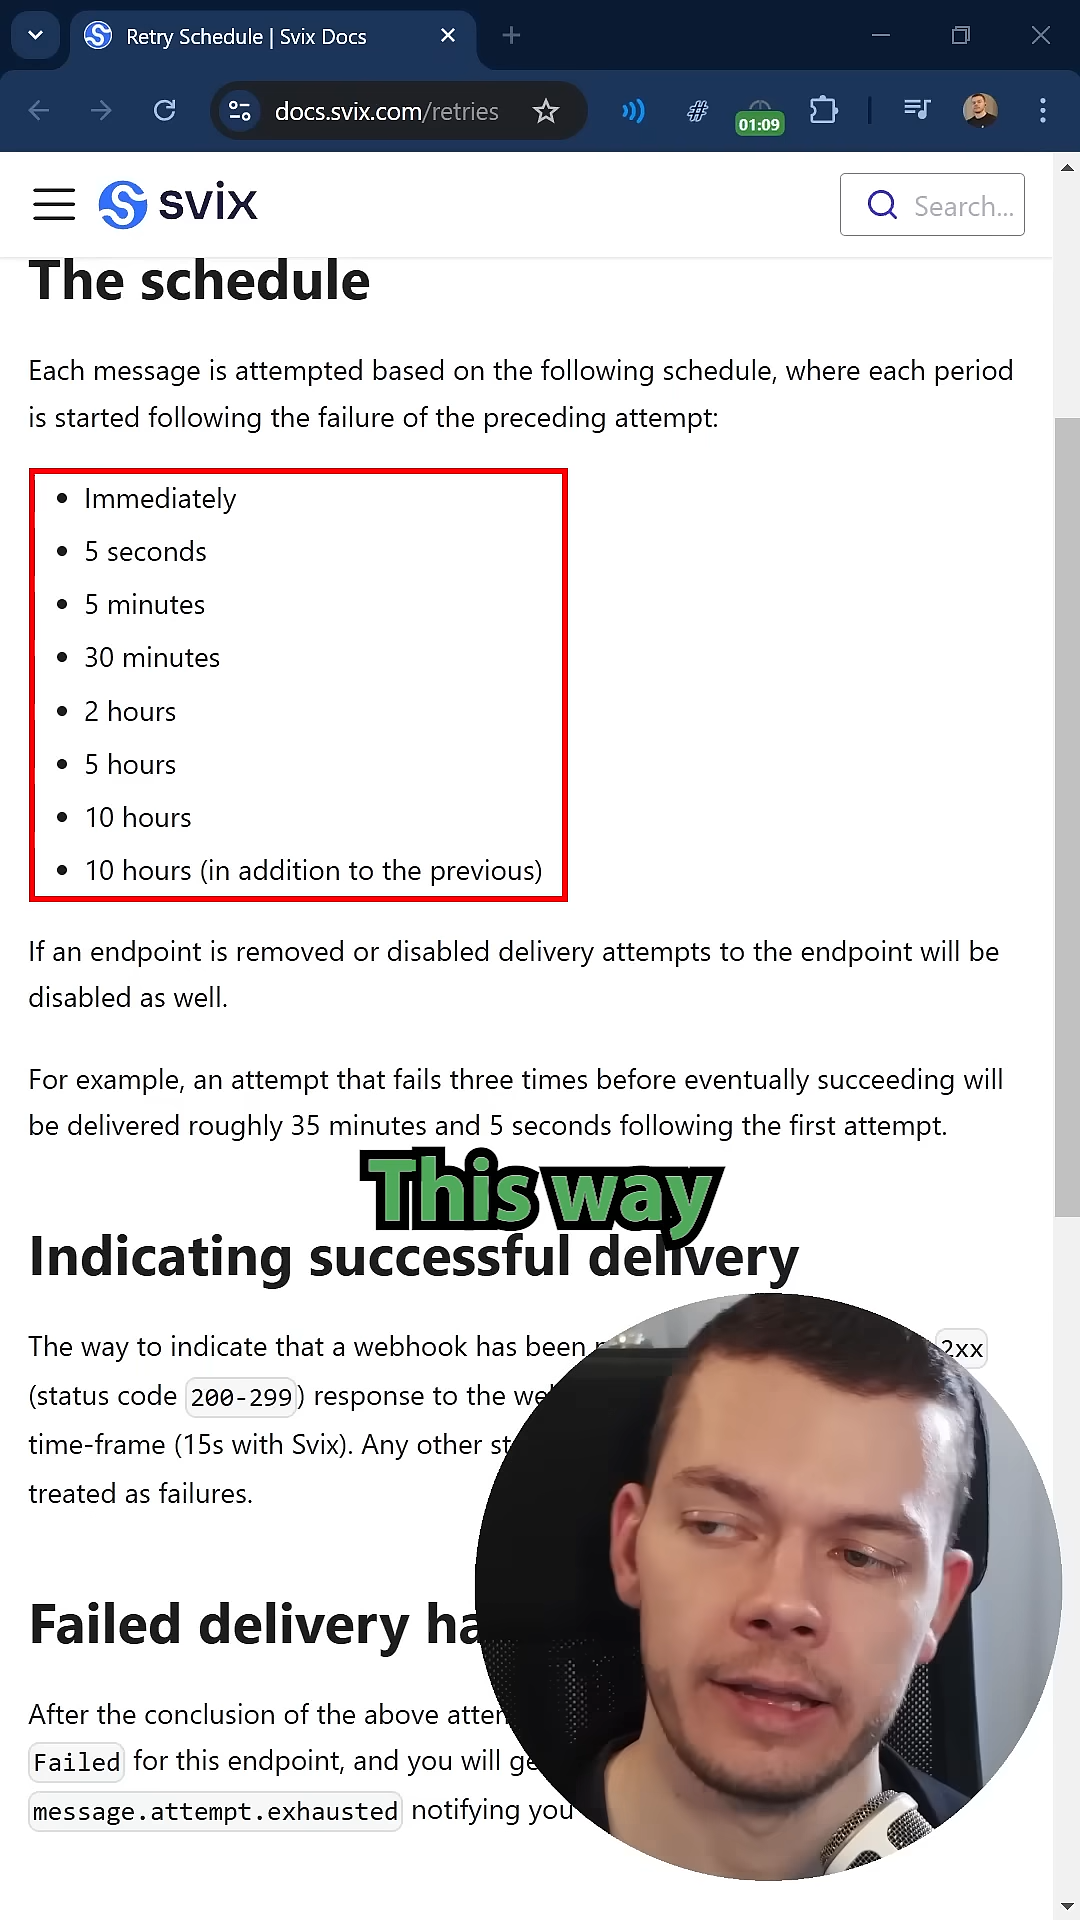 Retry Schedule | Svix Docs
docs.svix.com/retries
01:09
svix
Search...
The schedule
Each message is attempted based on the following schedule, where each period
is started following the failure of the preceding attempt:
Immediately
5 seconds
5 minutes
30 minutes
2 hours
5 hours
10 hours
10 hours (in addition to the previous)
If an endpoint is removed or disabled delivery attempts to the endpoint will be
disabled as well.
For example, an attempt that fails three times before eventually succeeding will
be delivered roughly 35 minutes and 5 seconds following the first attempt.
This way
Indicating successful delivery
The way to indicate that a webhook has been 2xx
(status code 200-299) response to the
time-frame (15s with Svix). Any other
treated as failures.
Failed delivery
After the conclusion of the above
Failed for this endpoint, and you will
message.attempt.exhausted notifying you